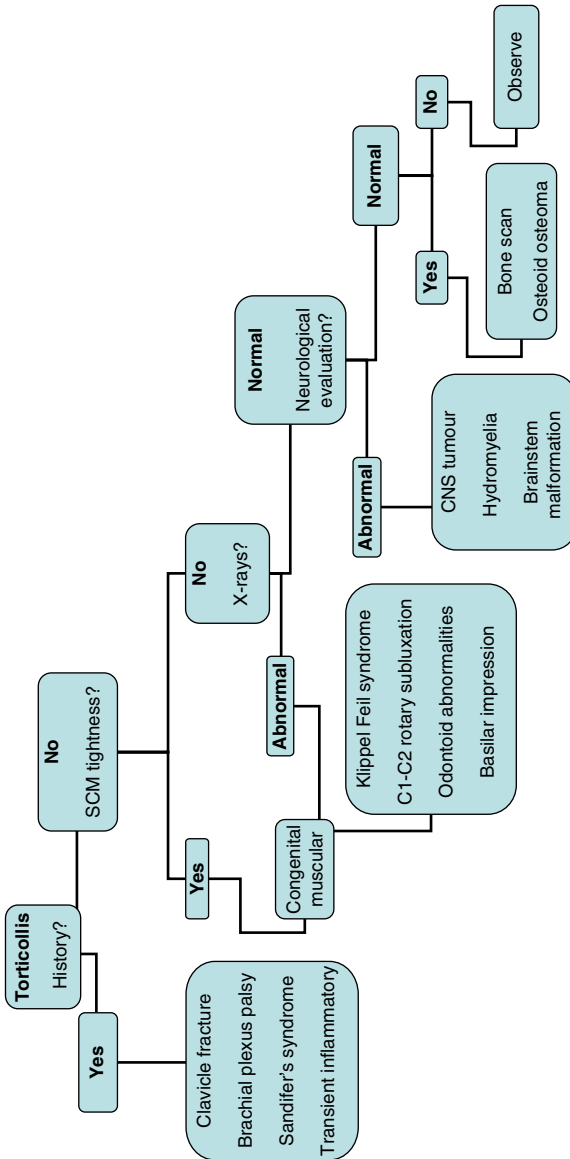 Torticollis
History?
Yes
Clavicle fracture
Brachial plexus palsy
Sandifer's syndrome
Transient inflammatory
No
SCM tightness?
Yes
Congenital
muscular
No
X-rays?
Abnormal
Klippel Feil syndrome
C1-C2 rotary subluxation
Odontoid abnormalities
Basilar impression
Normal
Neurological
evaluation?
Abnormal
CNS tumour
Hydromyelia
Brainstem
malformation
Normal
Yes
Bone scan
Osteoid osteoma
No
Observe